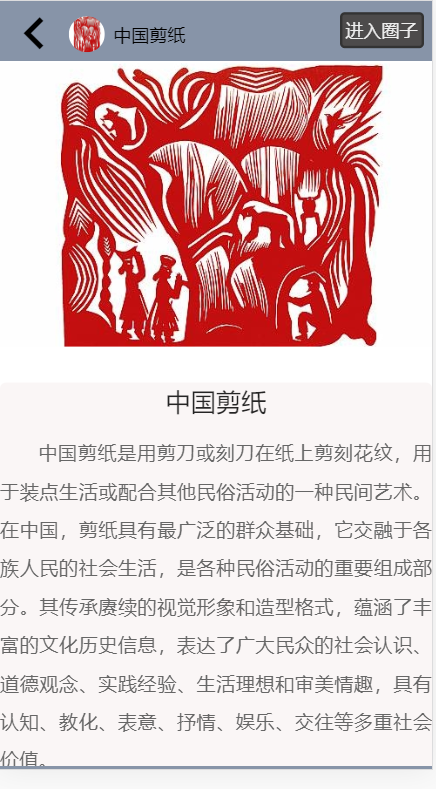 中国剪纸
进入圈子
中国剪纸
中国剪纸是用剪刀或刻刀在纸上剪刻花纹，用
于装点生活或配合其他民俗活动的一种民间艺术。
在中国，剪纸具有最广泛的群众基础，它交融于各
族人民的社会生活，是各种民俗活动的重要组成部
分。其传承赓续的视觉形象和造型格式，蕴涵了丰
富的文化历史信息，表达了广大民众的社会认识、
道德观念、实践经验、生活理想和审美情趣，具有
认知、教化、表意、抒情、娱乐、交往等多重社会
价值。